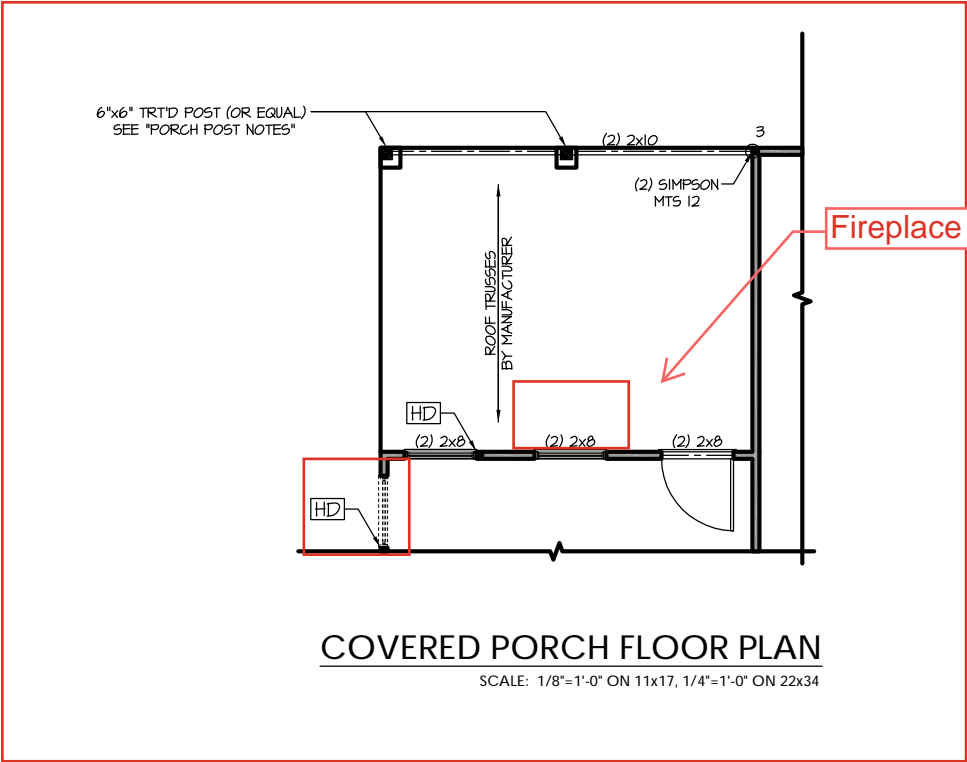 6"x6" TRT'D POST (OR EQUAL)
SEE "PORCH POST NOTES"
(2) 2x10
3
(2) SIMPSON
MTS 12
Fireplace
ROOF TRUSSES
BY MANUFACTURER
HD
(2) 2x8
(2) 2x8
(2) 2x8
HD
COVERED PORCH FLOOR PLAN
SCALE: 1/8"=1'-0" ON 11x17, 1/4"=1'-0" ON 22x34